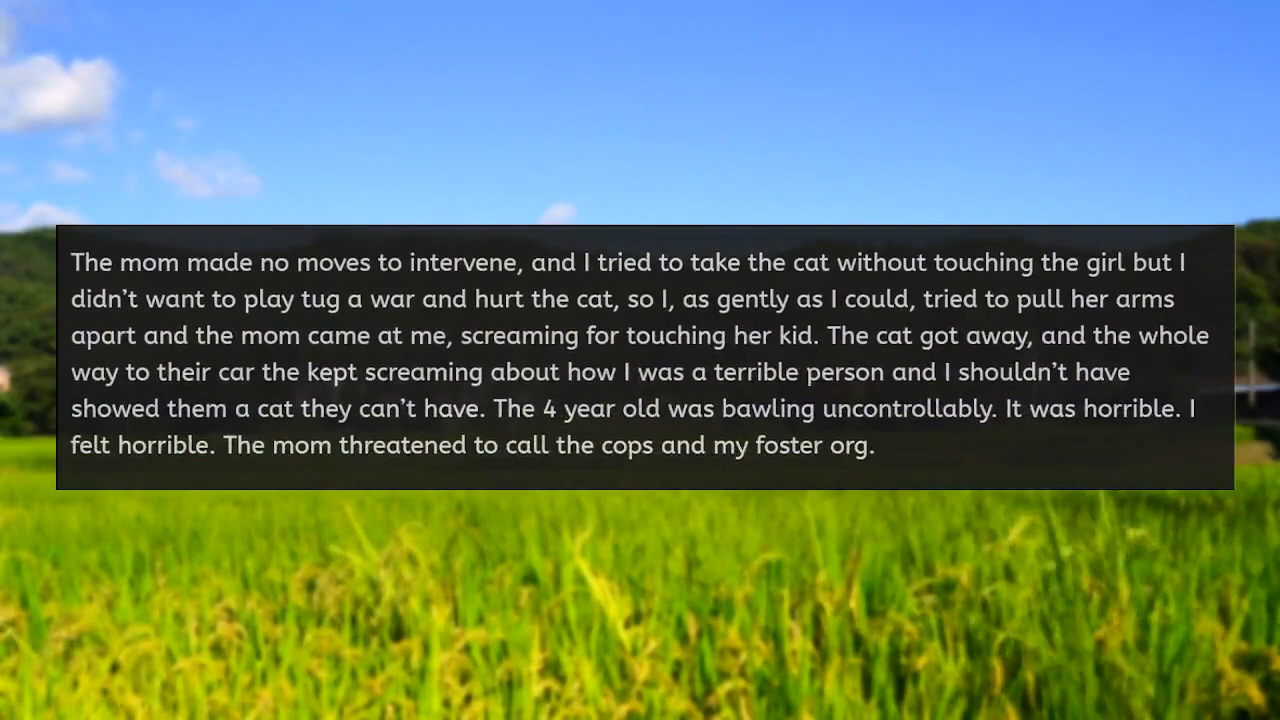 The mom made no moves to intervene, and I tried to take the cat without touching the girl but I
didn’t want to play tug a war and hurt the cat, so I, as gently as I could, tried to pull her arms
apart and the mom came at me, screaming for touching her kid. The cat got away, and the whole
way to their car the kept screaming about how I was a terrible person and I shouldn’t have
showed them a cat they can’t have. The 4 year old was bawling uncontrollably. It was horrible. I
felt horrible. The mom threatened to call the cops and my foster org.